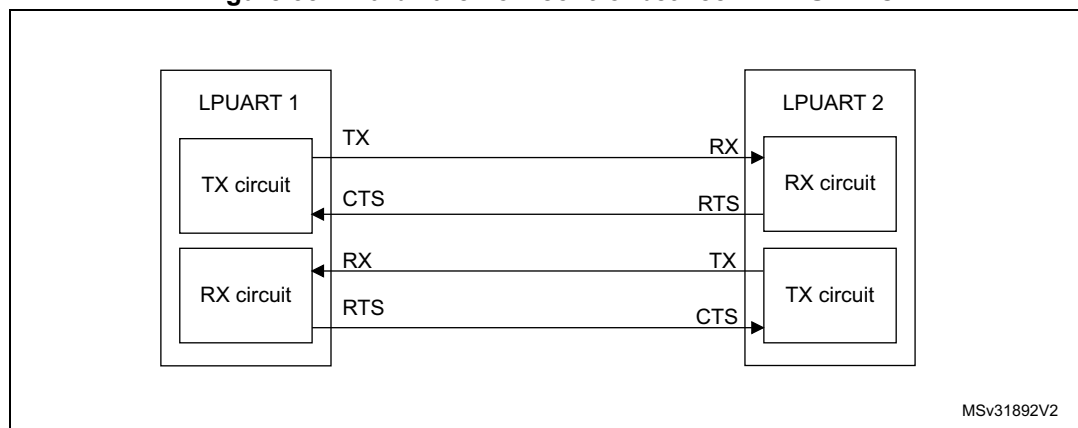 LPUART 1
LPUART 2
TX
RX
TX circuit
RX circuit
CTS
RTS
RX
TX
RX circuit
TX circuit
RTS
CTS
MSv31892V2